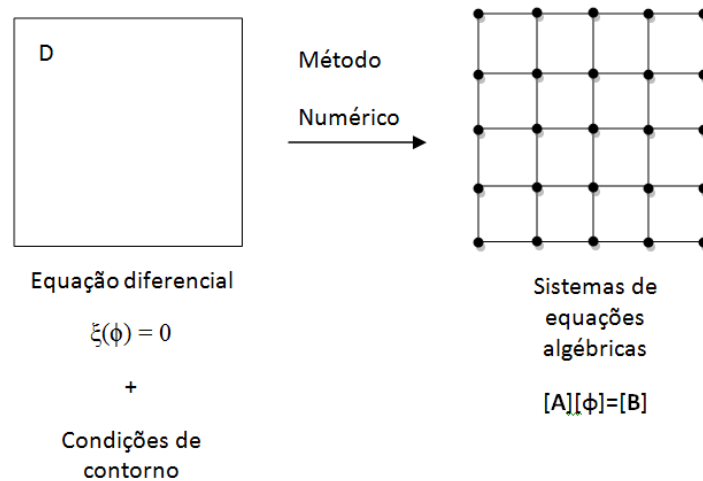 D
Método
Numérico
Equação diferencial
ξ(ϕ) = 0
+
Condições de
contorno
Sistemas de
equações
algébricas
[A][ϕ]=[B]